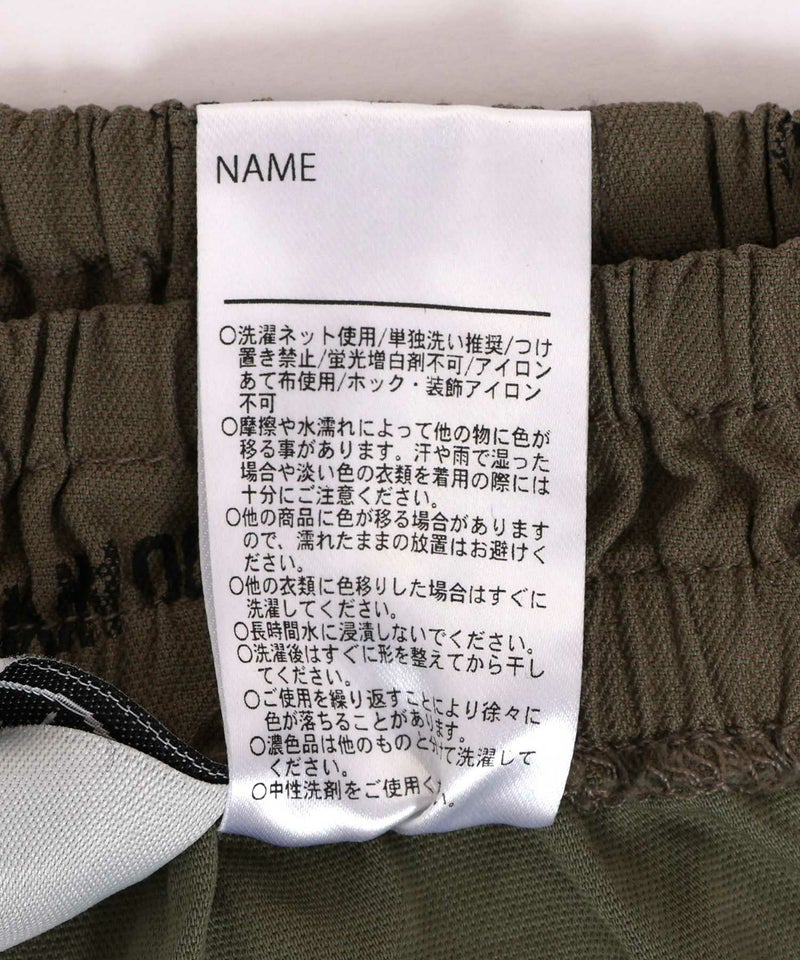 NAME
○洗濯ネット使用/単独洗い推奨/つけ
置き禁止/蛍光増白剤不可/アイロン
あて布使用/ホック・装飾アイロン
不可
○摩擦や水濡れによって他の物に色が
移る事があります。汗や雨で湿った
場合や淡い色の衣類を着用の際には
十分にご注意ください。
○他の商品に色が移る場合があります
ので、濡れたままの放置はお避けく
ださい。
○他の衣類に色移りした場合はすぐに
洗濯してください。
○長時間水に浸漬しないでください。
○洗濯後はすぐに形を整えてから干し
てください。
○ご使用を繰り返すことにより徐々に
色が落ちることがあります。
○濃色品は他のものと分けて洗濯して
ください。
○中性洗剤をご使用くだ い。